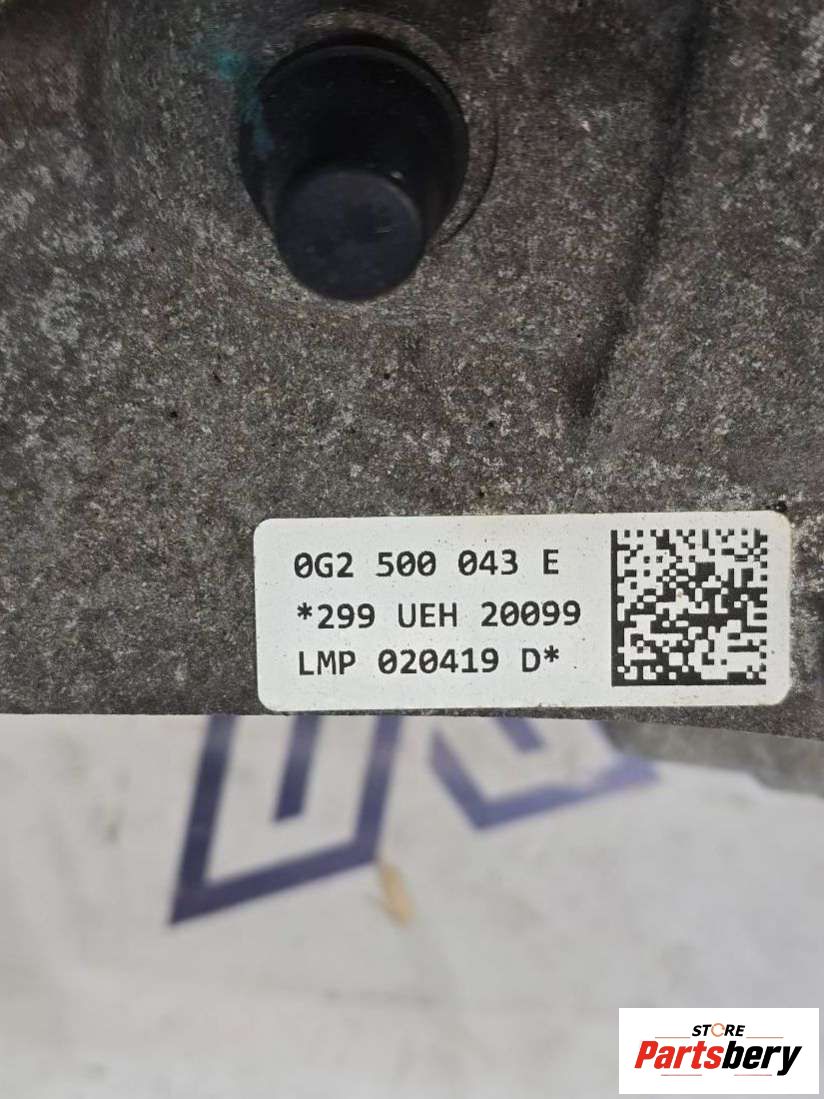 0G2 500 043 E
*299 UEH 20099
LMP 020419 D*
STORE
Partsbery